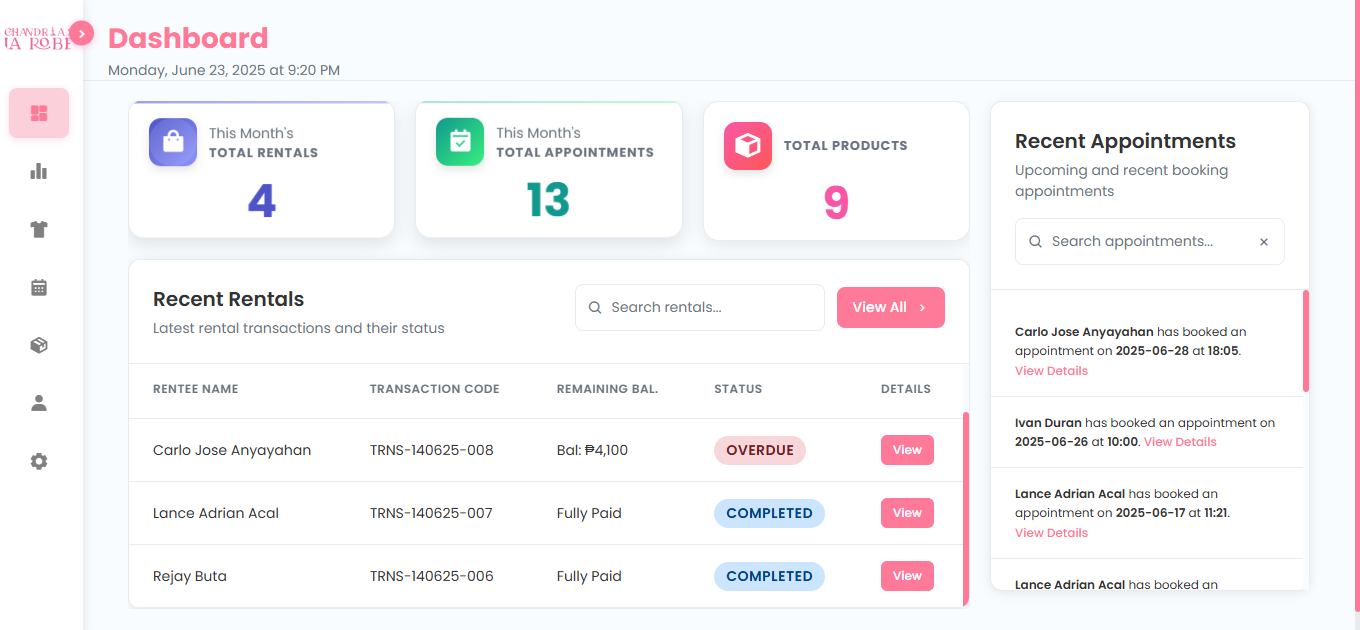 CHANDRIA
Dashboard
Monday, June 23, 2025 at 9:20 PM
This Month's
TOTAL RENTALS
4
This Month's
TOTAL APPOINTMENTS
13
TOTAL PRODUCTS
9
Recent Rentals
Latest rental transactions and their status
Search rentals...
View All
RENTEE NAME TRANSACTION CODE REMAINING BAL. STATUS DETAILS
Carlo Jose Anyayahan TRNS-140625-008 Bal: ₱4,100 OVERDUE View
Lance Adrian Acal TRNS-140625-007 Fully Paid COMPLETED View
Rejay Buta TRNS-140625-006 Fully Paid COMPLETED View
Recent Appointments
Upcoming and recent booking
appointments
Search appointments...
Carlo Jose Anyayahan has booked an
appointment on 2025-06-28 at 18:05.
View Details
Ivan Duran has booked an appointment on
2025-06-26 at 10:00. View Details
Lance Adrian Acal has booked an
appointment on 2025-06-17 at 11:21.
View Details
Lance Adrian Acal has booked an